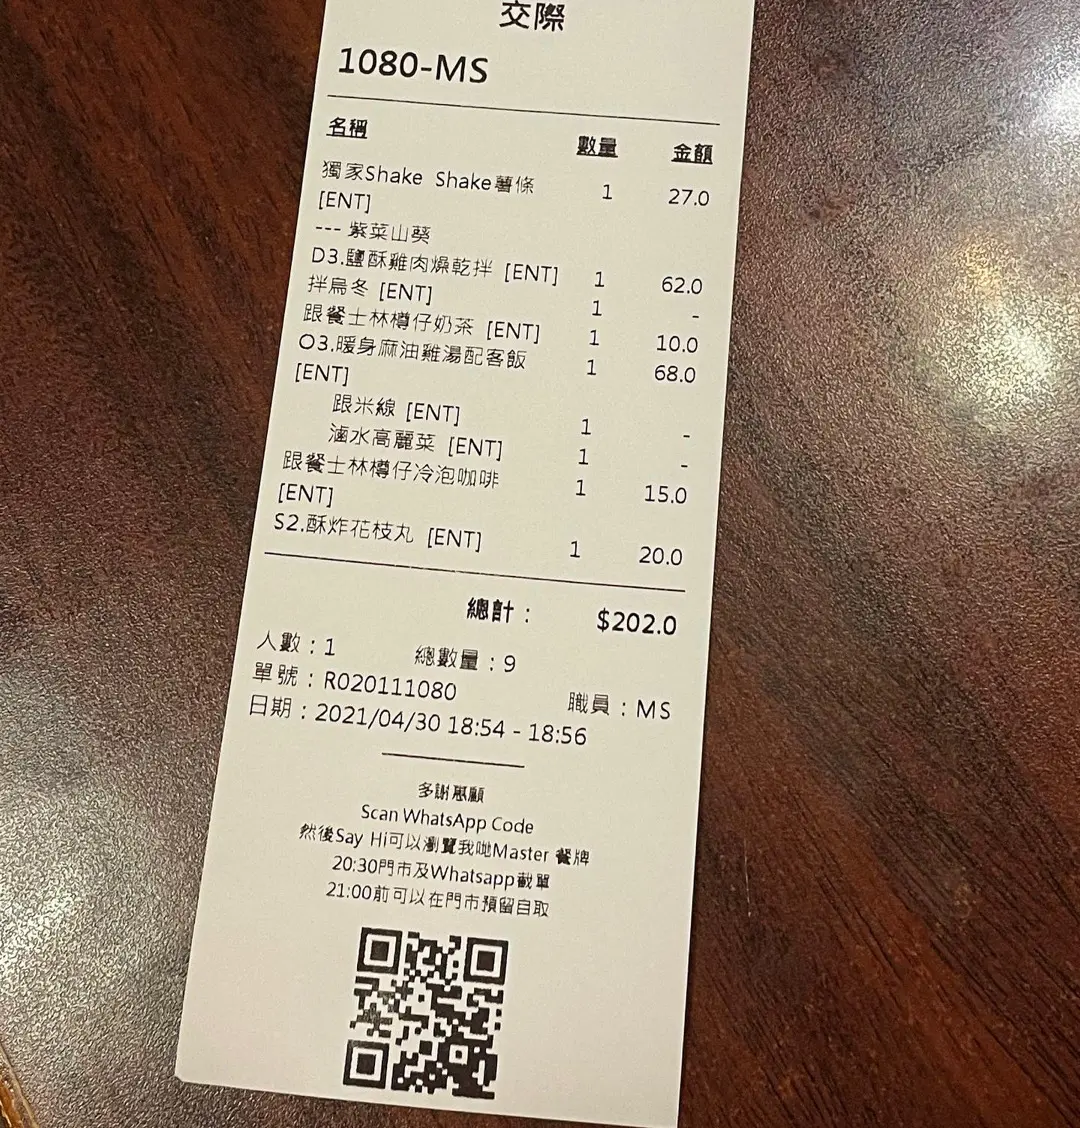 交際
1080-MS
名稱 數量 金額
獨家Shake Shake薯條 1 27.0
[ENT]
--- 紫菜山葵
D3.鹽酥雞肉燥乾拌 [ENT] 1 62.0
拌烏冬 [ENT] 1 -
跟餐士林樽仔奶茶 [ENT] 1 10.0
O3.暖身麻油雞湯配客飯 1 68.0
[ENT]
跟米線 [ENT] 1 -
滷水高麗菜 [ENT] 1 -
跟餐士林樽仔冷泡咖啡 1 15.0
[ENT]
S2.酥炸花枝丸 [ENT] 1 20.0
總計： $202.0
人數：1 總數量：9
單號：R020111080 職員：MS
日期：2021/04/30 18:54 - 18:56
多謝惠顧
Scan WhatsApp Code
然後Say Hi可以瀏覽我哋Master 餐牌
20:30門市及Whatsapp截單
21:00前可以在門市預留自取